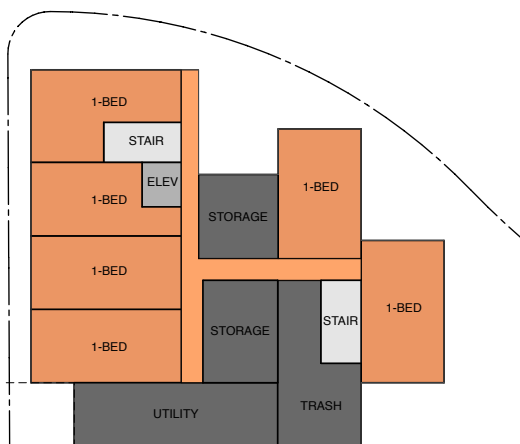 1-BED
STAIR
ELEV
1-BED
1-BED
STORAGE
1-BED
1-BED
STORAGE
STAIR
1-BED
1-BED
UTILITY
TRASH